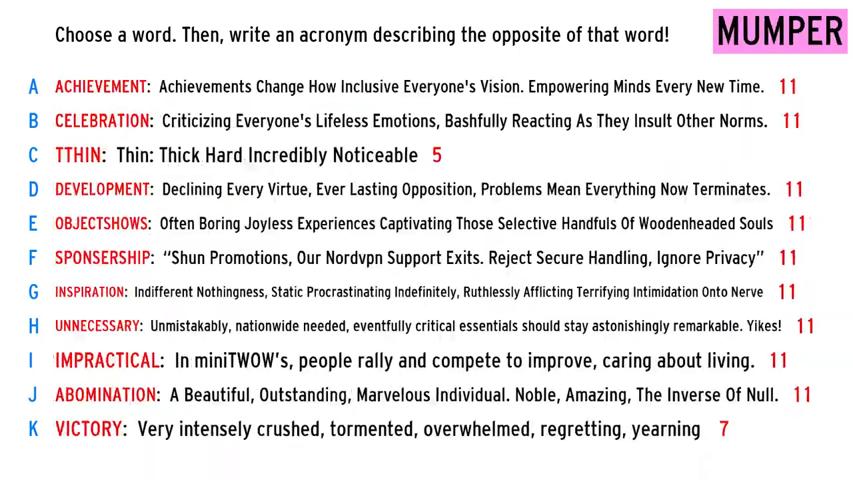 Choose a word. Then, write an acronym describing the opposite of that word!
MUMPER
A ACHIEVEMENT: Achievements Change How Inclusive Everyone's Vision. Empowering Minds Every New Time. 11
B CELEBRATION: Criticizing Everyone's Lifeless Emotions, Bashfully Reacting As They Insult Other Norms. 11
C TTHIN: Thin: Thick Hard Incredibly Noticeable 5
D DEVELOPMENT: Declining Every Virtue, Ever Lasting Opposition, Problems Mean Everything Now Terminates. 11
E OBJECTSHOWS: Often Boring Joyless Experiences Captivating Those Selective Handfuls Of Woodenheaded Souls 11
F SPONSERSHIP: “Shun Promotions, Our Nordvpn Support Exits. Reject Secure Handling, Ignore Privacy” 11
G INSPIRATION: Indifferent Nothingness, Static Procrastinating Indefinitely, Ruthlessly Afflicting Terrifying Intimidation Onto Nerve 11
H UNNECESSARY: Unmistakably, nationwide needed, eventfully critical essentials should stay astonishingly remarkable. Yikes! 11
I IMPRACTICAL: In miniTWOW’s, people rally and compete to improve, caring about living. 11
J ABOMINATION: A Beautiful, Outstanding, Marvelous Individual. Noble, Amazing, The Inverse Of Null. 11
K VICTORY: Very intensely crushed, tormented, overwhelmed, regretting, yearning 7